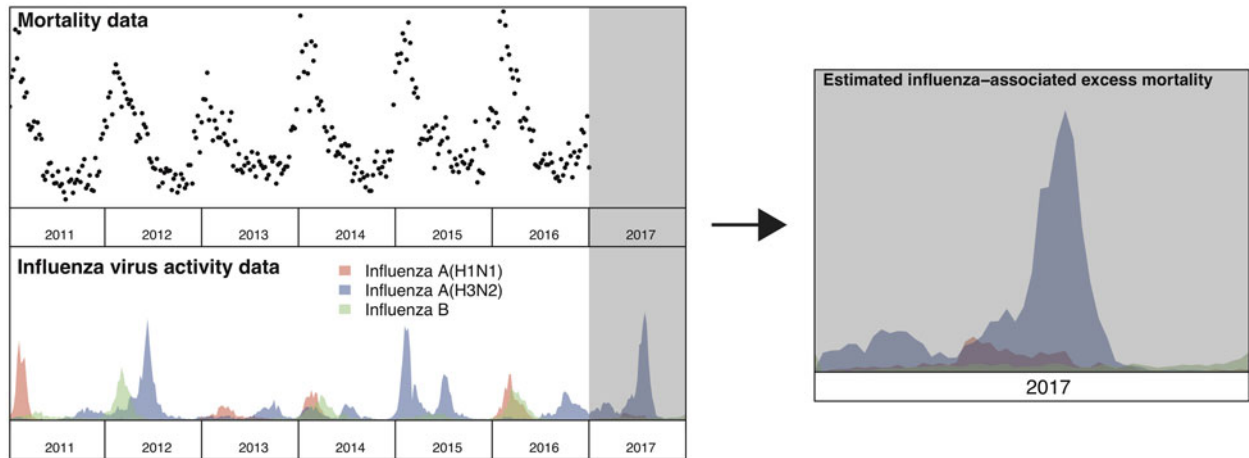 Mortality data
2011 2012 2013 2014 2015 2016 2017
Influenza virus activity data
Influenza A(H1N1)
Influenza A(H3N2)
Influenza B
2011 2012 2013 2014 2015 2016 2017
Estimated influenza–associated excess mortality
2017